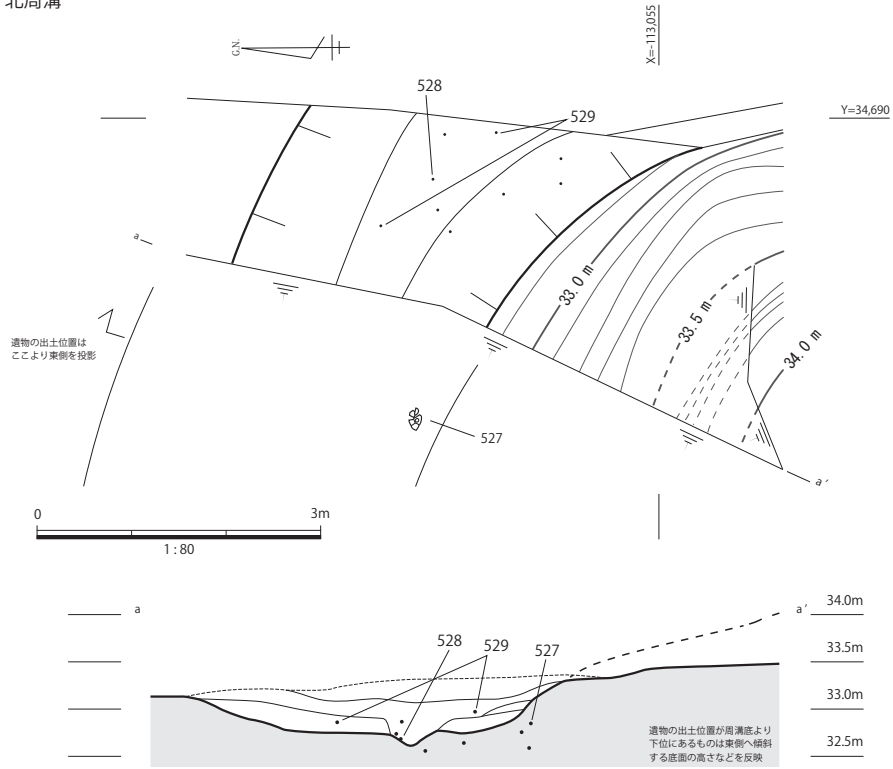 北周溝
G.N.
X=-113,055
Y=34,690
528
529
a
33.0 m
33.5 m
34.0 m
遺物の出土位置は
ここより東側を投影
527
a′
0
3m
1:80
a
a′
34.0m
33.5m
33.0m
32.5m
528
529
527
遺物の出土位置が周溝底より
下位にあるものは東側へ傾斜
する底面の高さなどを反映